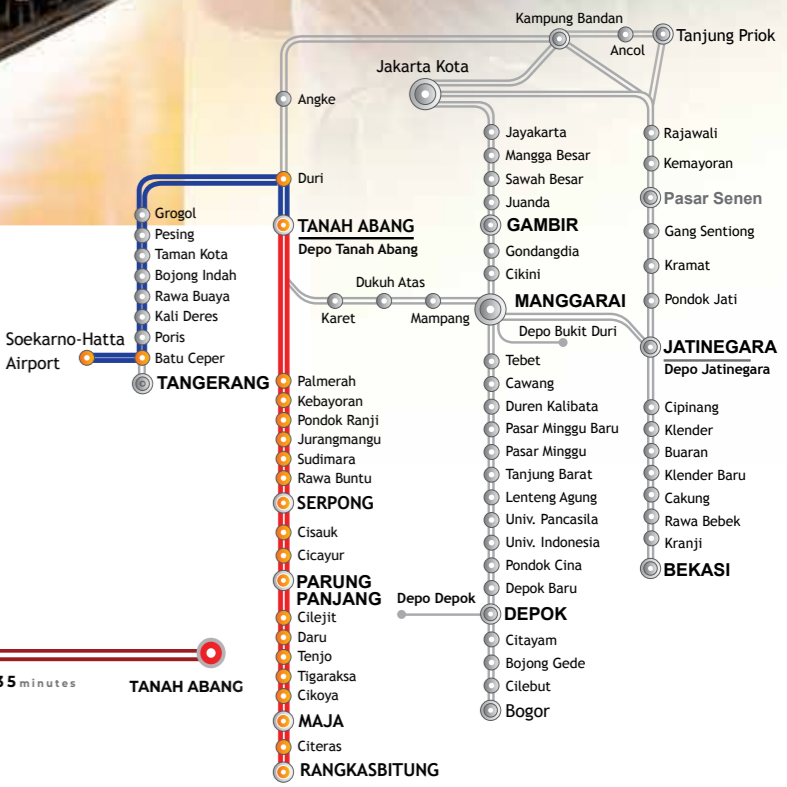 Kampung Bandan
Ancol
Tanjung Priok
Jakarta Kota
Angke
Jayakarta
Mangga Besar
Sawah Besar
Juanda
GAMBIR
Gondangdia
Cikini
MANGGARAI
Depo Bukit Duri
Rajawali
Kemayoran
Pasar Senen
Gang Sentiong
Kramat
Pondok Jati
JATINEGARA
Depo Jatinegara
Duri
TANAH ABANG
Depo Tanah Abang
Grogol
Pesing
Taman Kota
Bojong Indah
Rawa Buaya
Kali Deres
Poris
Batu Ceper
TANGERANG
Soekarno-Hatta
Airport
Dukuh Atas
Karet
Mampang
Palmerah
Kebayoran
Pondok Ranji
Jurangmangu
Sudimara
Rawa Buntu
SERPONG
Cisauk
Cicayur
PARUNG
PANJANG
Cilejit
Daru
Tenjo
Tigaraksa
Cikoya
MAJA
Citeras
RANGKASBITUNG
Tebet
Cawang
Duren Kalibata
Pasar Minggu Baru
Pasar Minggu
Tanjung Barat
Lenteng Agung
Univ. Pancasila
Univ. Indonesia
Pondok Cina
Depok Baru
Depo Depok
DEPOK
Citayam
Bojong Gede
Cilebut
Bogor
Cipinang
Klender
Buaran
Klender Baru
Cakung
Rawa Bebek
Kranji
BEKASI
35 minutes
TANAH ABANG